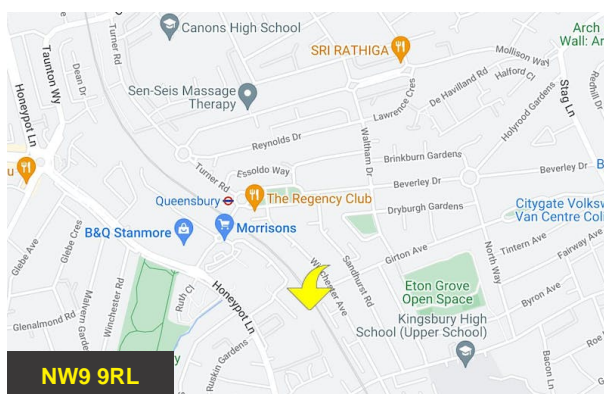 Canons High School
Arch
Wall: Ar
SRI RATHIGA
Mollison Way
Turner Rd
Taunton Wy
Dean Dr
Halford Cl
Redhill Dr
De Havilland Rd
Honeypot Ln
Sen-Seis Massage
Therapy
Lawrence Cres
Stag Ln
Holyrood Gardens
Reynolds Dr
Waltham Dr
Brinkburn Gardens
u
Turner Rd
Essoldo Way
Beverley Dr
Beverley Dr
B
Queensbury
The Regency Club
Dryburgh Gardens
Citygate Volksw
Van Centre Coli
B&Q Stanmore
Morrisons
Glebe Ave
Glebe Cres
Girton Ave
North Way
Tintern Ave
Fairway Ave
Winchester Rd
Malvern Gardens
Ruth Cl
Honeypot Ln
Winchester Ave
Sandhurst Rd
Eton Grove
Open Space
Byron Ave
Glenalmond Rd
Kingsbury High
School (Upper School)
Roe
Ruskin Gardens
Bacon Ln
NW9 9RL